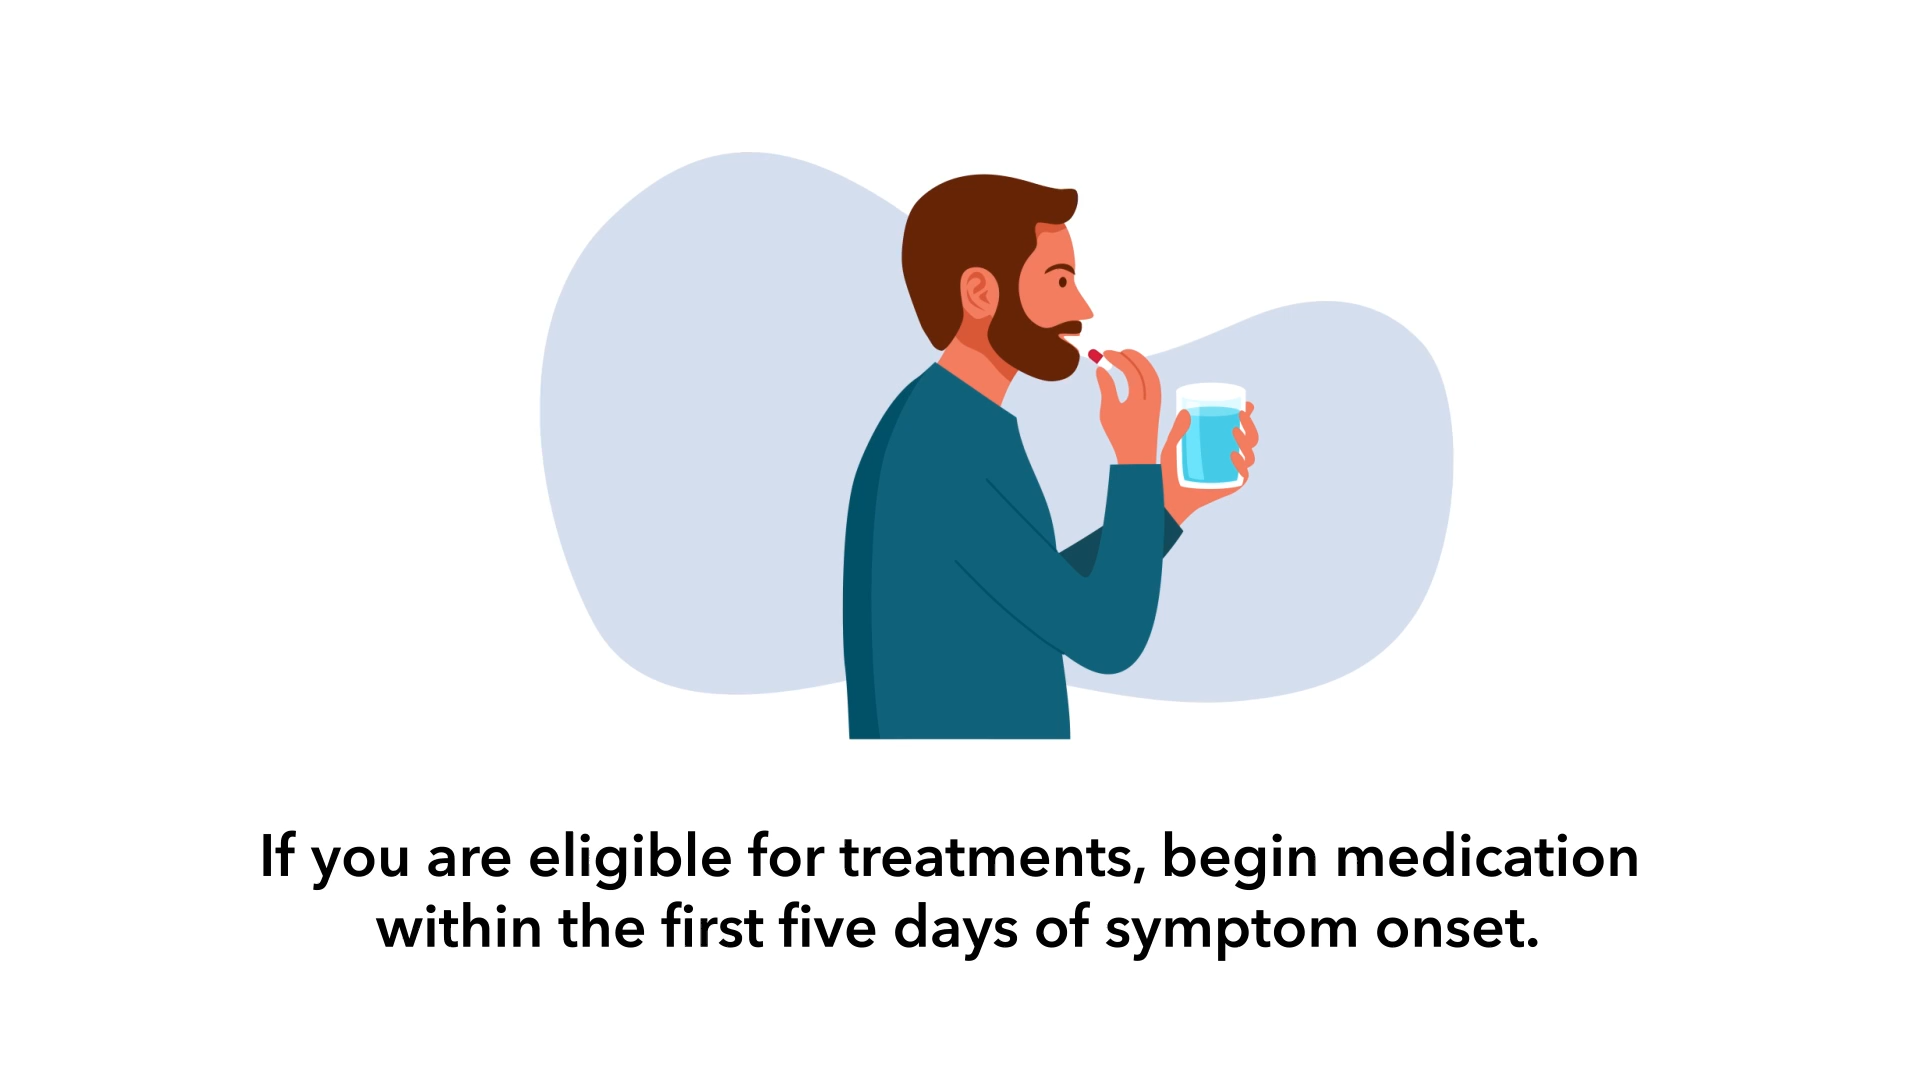 If you are eligible for treatments, begin medication
within the first five days of symptom onset.